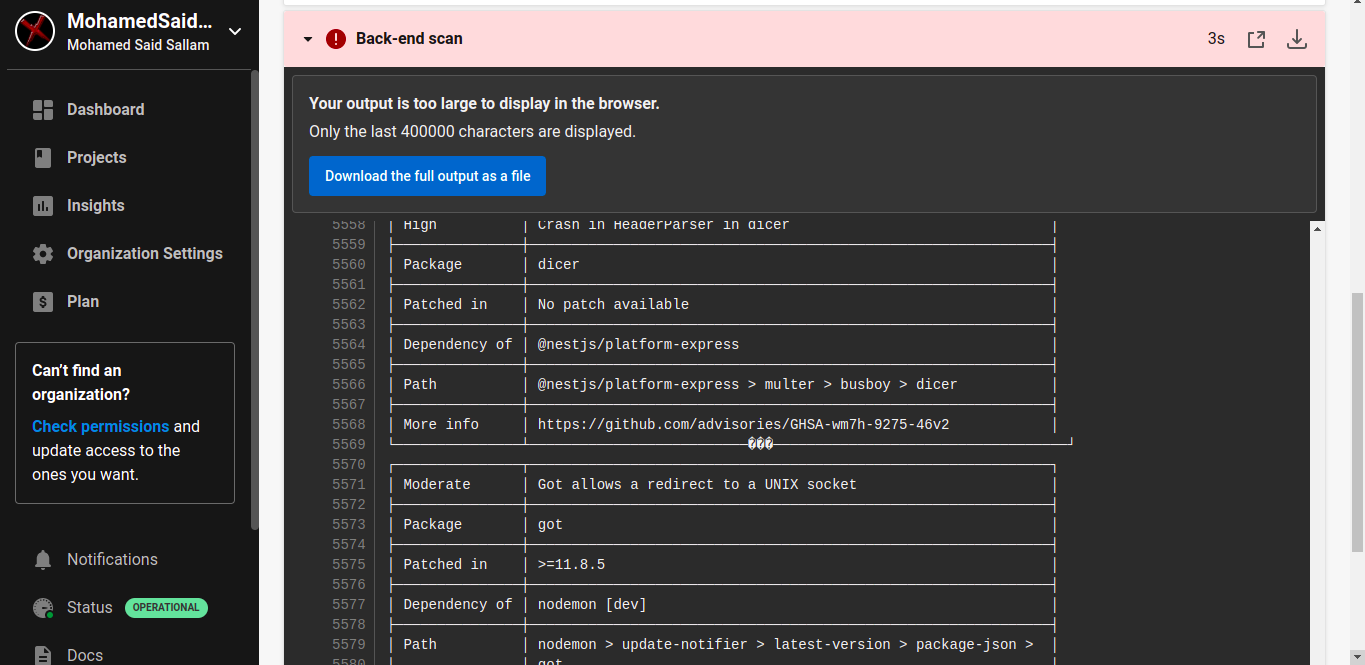 MohamedSaid...
Mohamed Said Sallam
Dashboard
Projects
Insights
Organization Settings
Plan
Can't find an
organization?
Check permissions and
update access to the
ones you want.
Notifications
Status OPERATIONAL
Docs
Back-end scan 3s
Your output is too large to display in the browser.
Only the last 400000 characters are displayed.
Download the full output as a file
5558 │ High │ Crash in HeaderParser in dicer │
5559
5560 │ Package │ dicer │
5561
5562 │ Patched in │ No patch available │
5563
5564 │ Dependency of │ @nestjs/platform-express │
5565
5566 │ Path │ @nestjs/platform-express > multer > busboy > dicer │
5567
5568 │ More info │ https://github.com/advisories/GHSA-wm7h-9275-46v2 │
5569 ���
5570
5571 │ Moderate │ Got allows a redirect to a UNIX socket │
5572
5573 │ Package │ got │
5574
5575 │ Patched in │ >=11.8.5 │
5576
5577 │ Dependency of │ nodemon [dev] │
5578
5579 │ Path │ nodemon > update-notifier > latest-version > package-json > │
5580 got